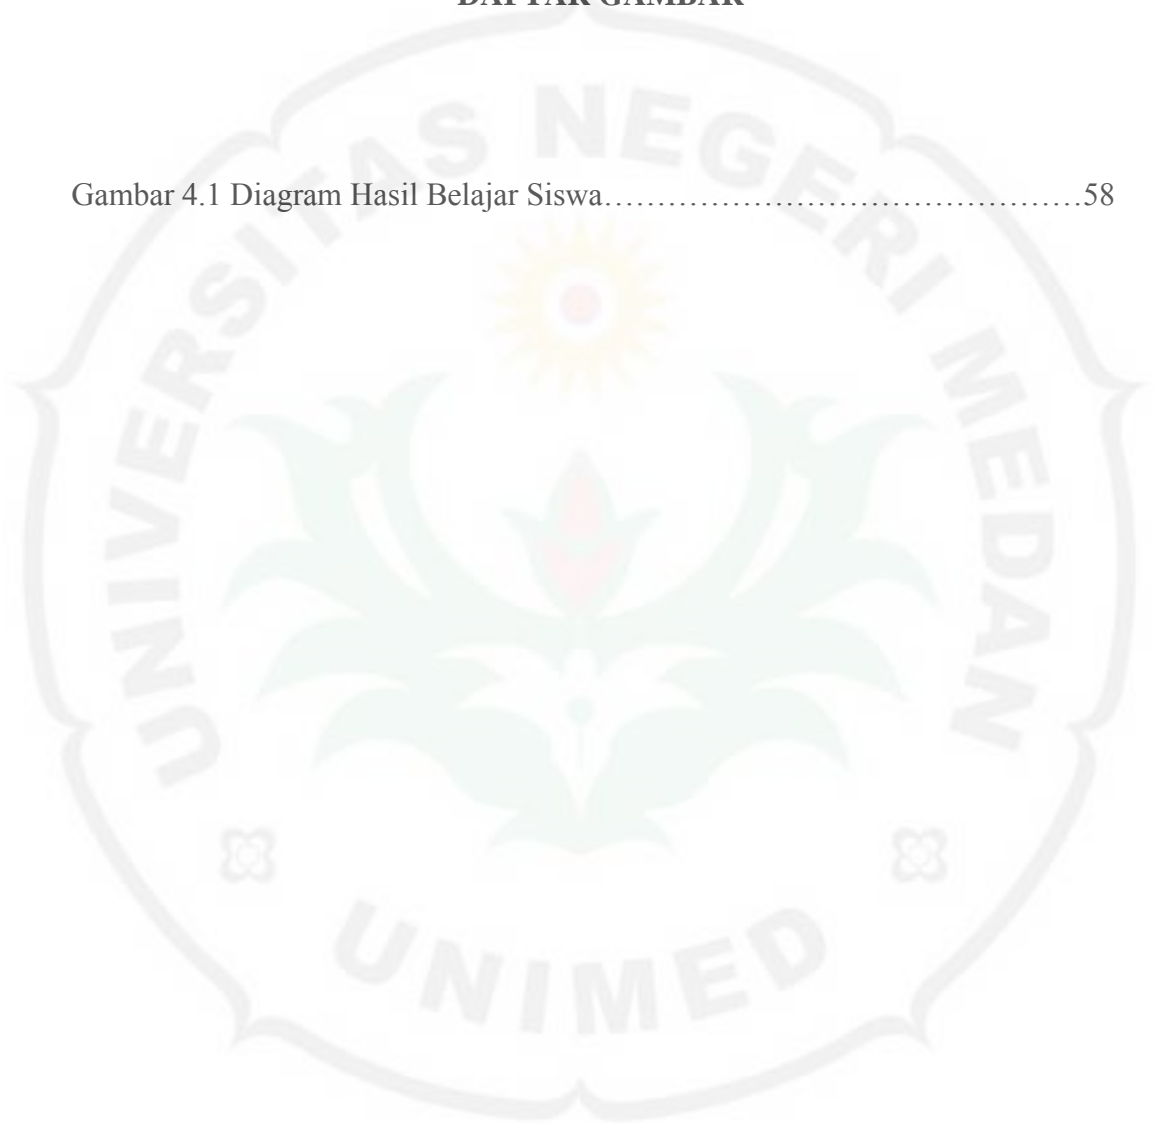 DAFTAR GAMBAR
Gambar 4.1 Diagram Hasil Belajar Siswa…………………………………………58
UNIVERSITAS NEGERI MEDAN
UNIMED